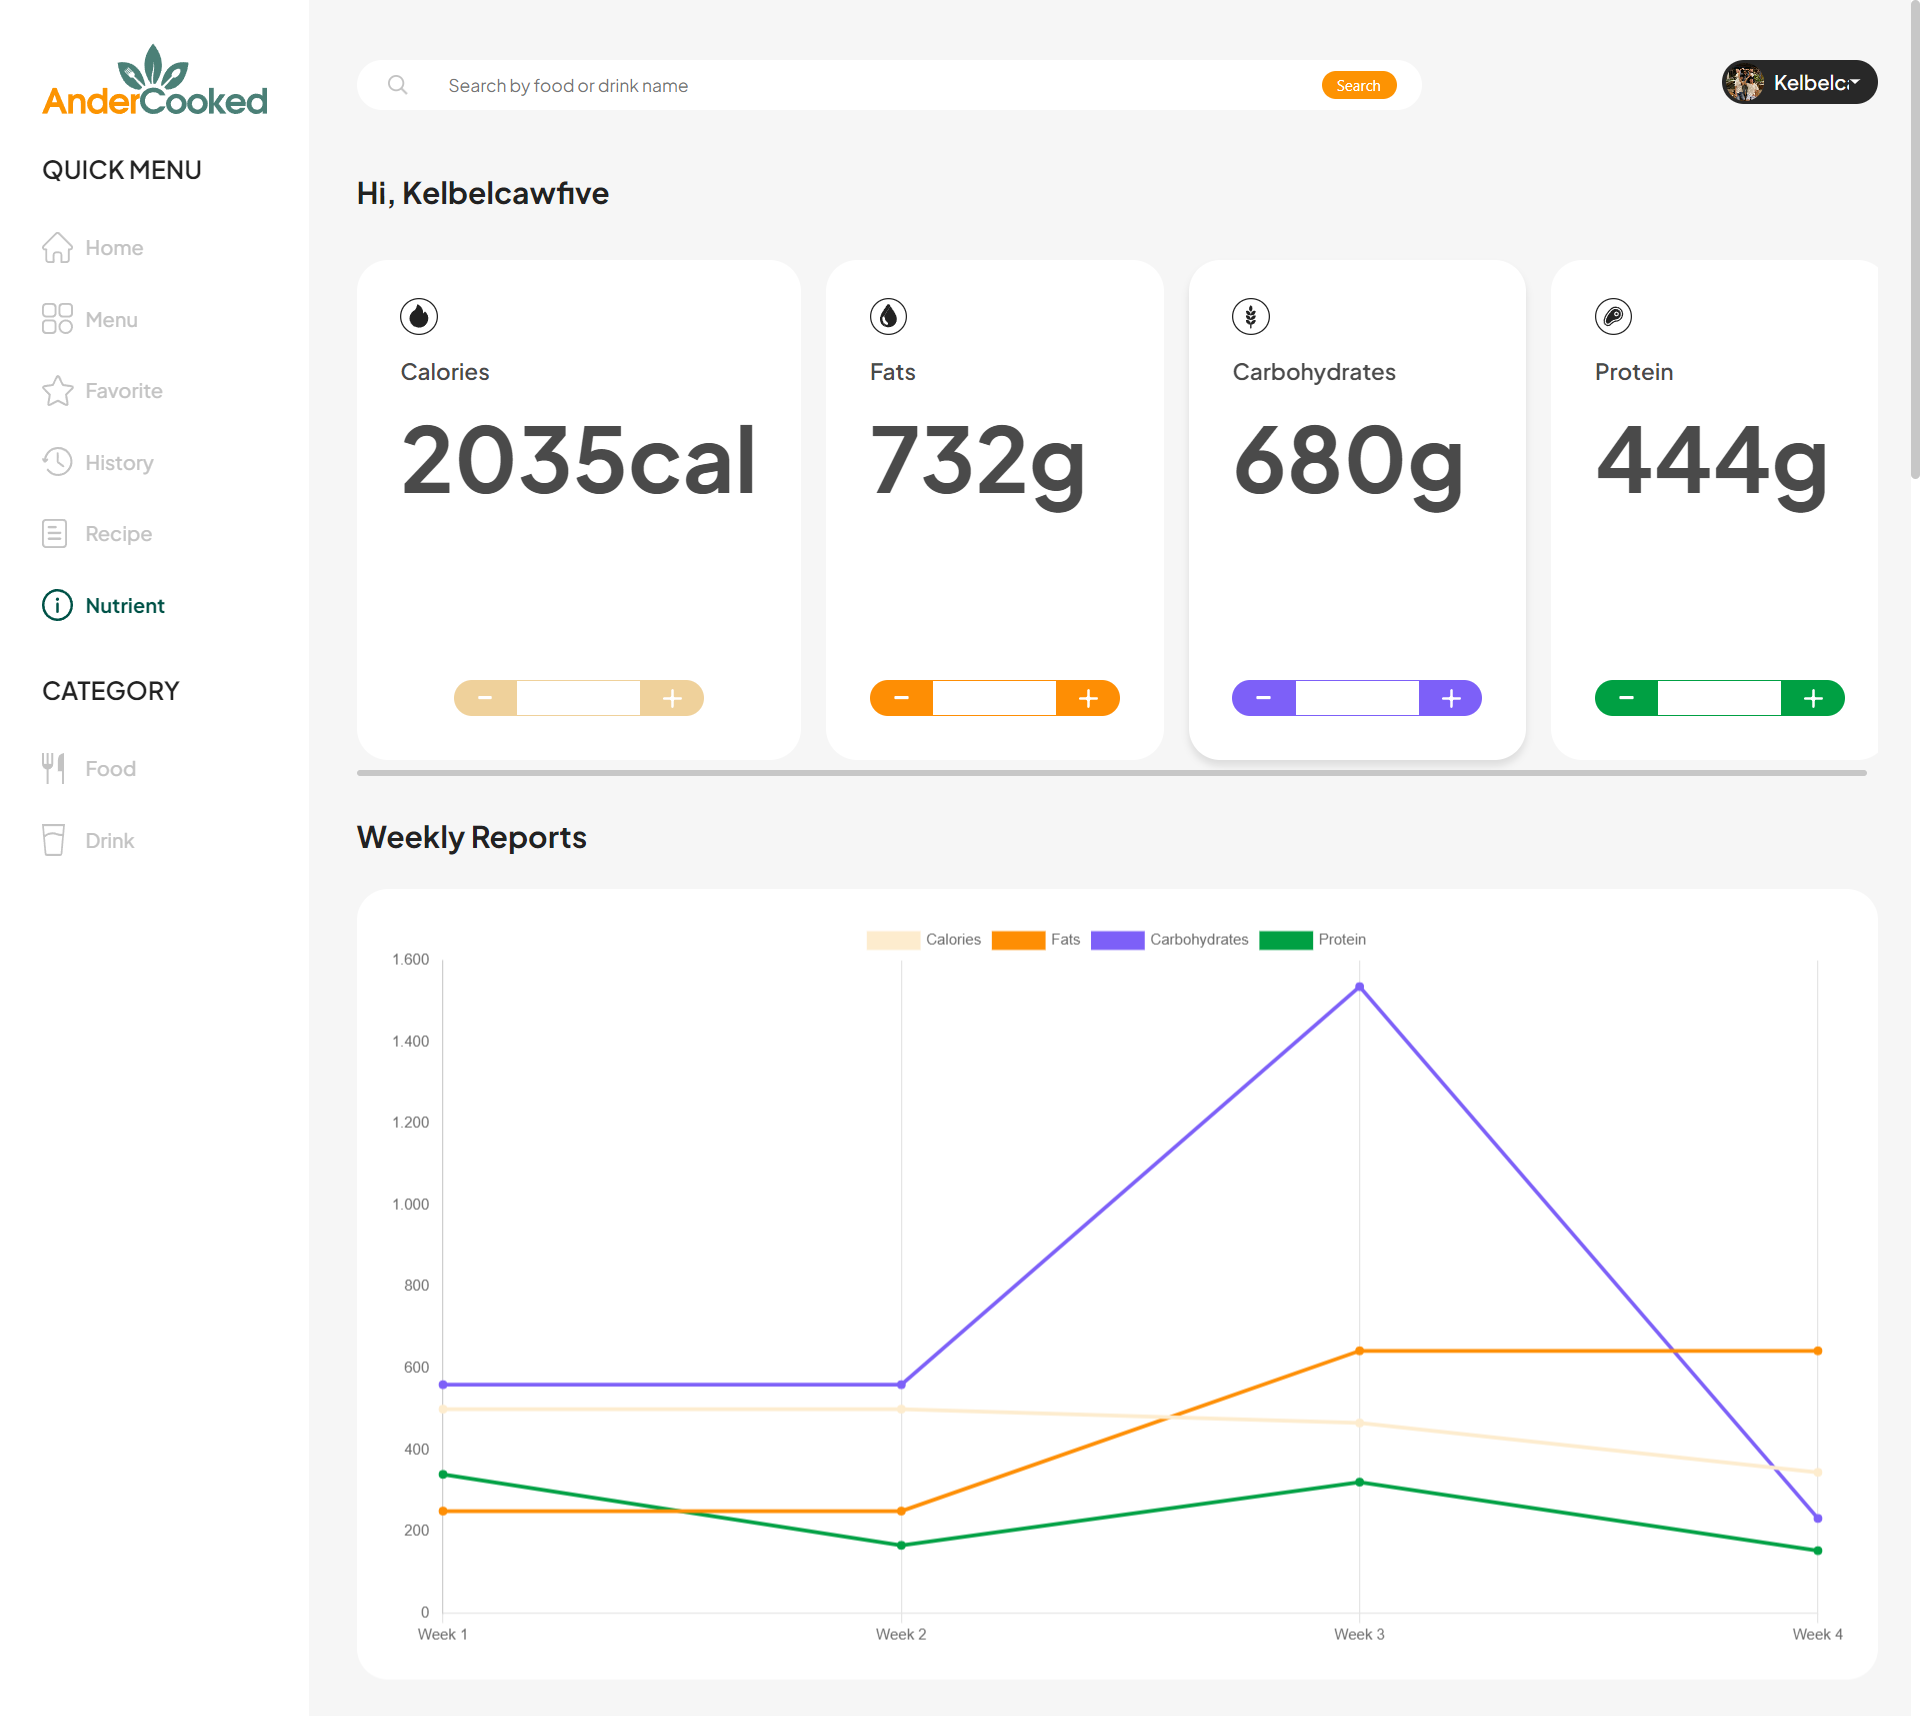 AnderCooked
QUICK MENU
Home
Menu
Favorite
History
Recipe
Nutrient
CATEGORY
Food
Drink
Search by food or drink name
Search
Kelbelc
Hi, Kelbelcawfive
Calories
2035cal
Fats
732g
Carbohydrates
680g
Protein
444g
Weekly Reports
Calories Fats Carbohydrates Protein
1.600
1.400
1.200
1.000
800
600
400
200
0
Week 1 Week 2 Week 3 Week 4